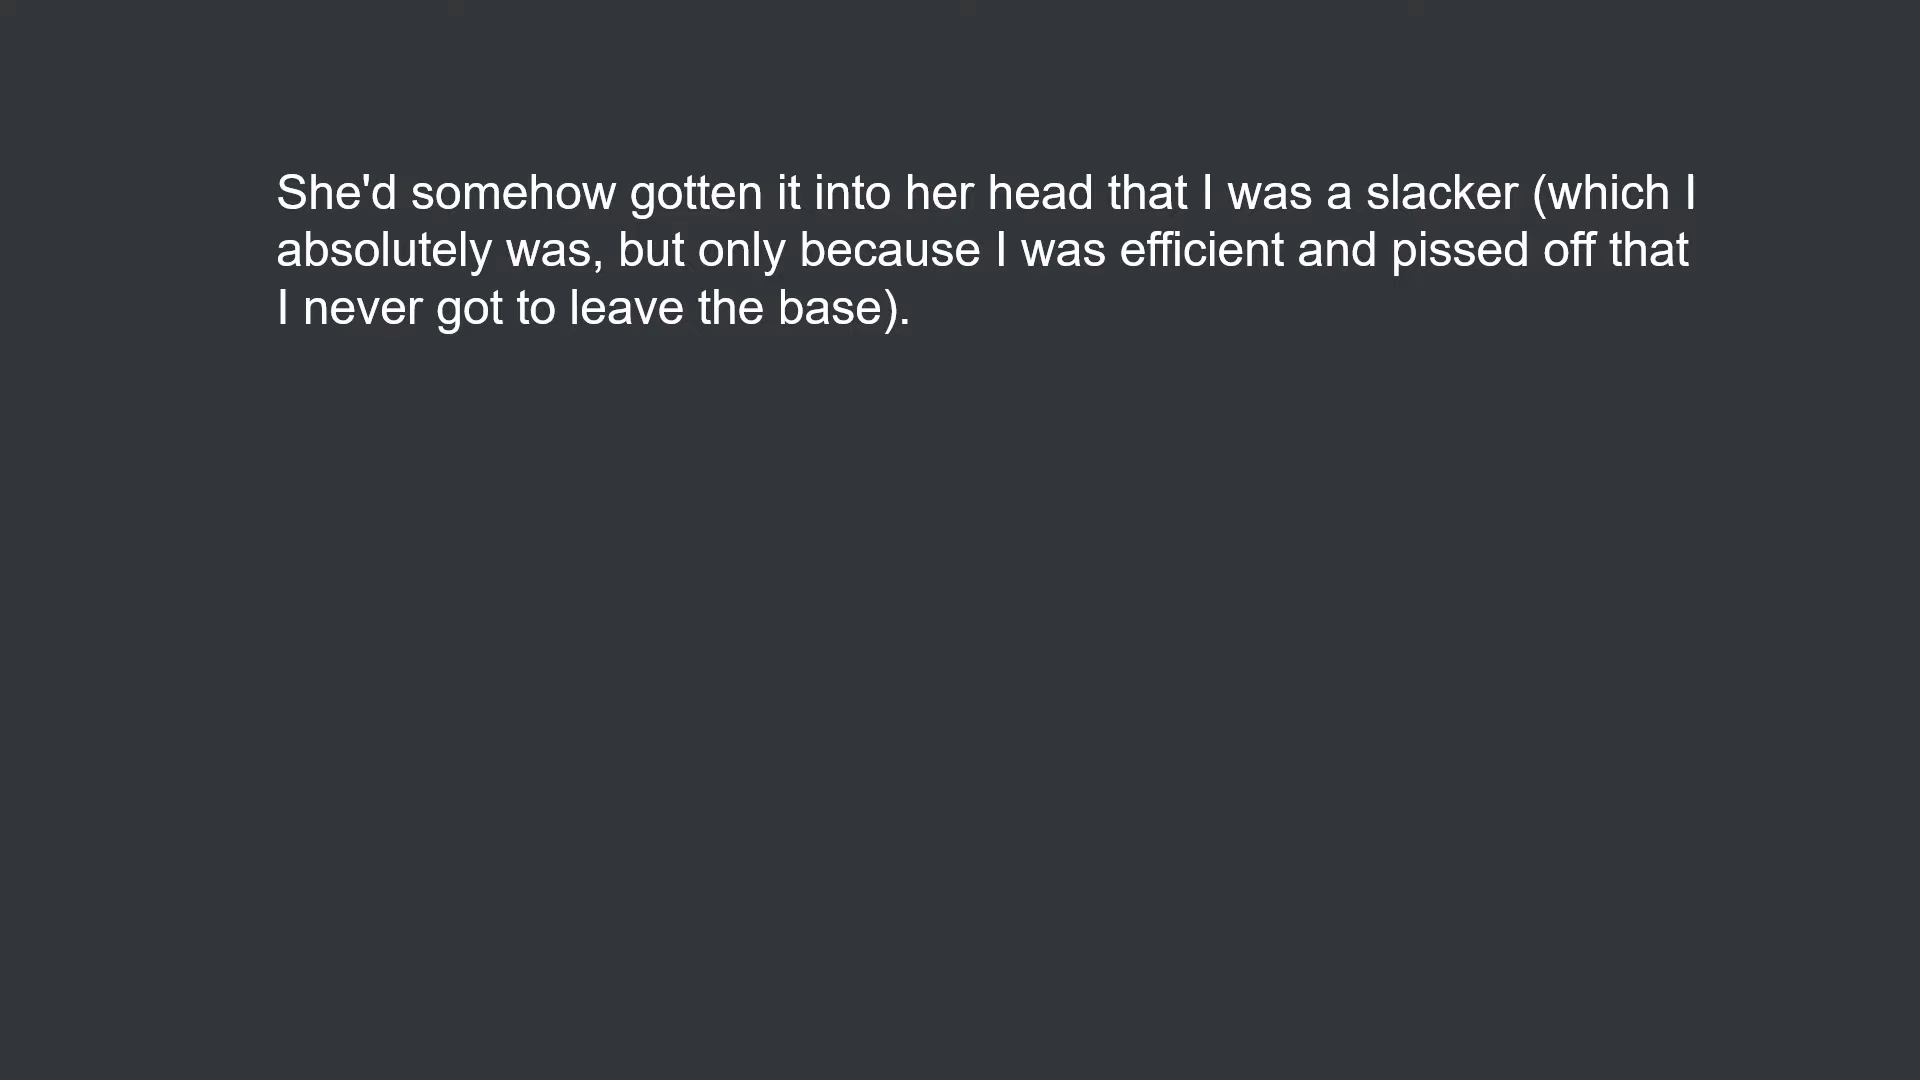 She'd somehow gotten it into her head that I was a slacker (which I
absolutely was, but only because I was efficient and pissed off that
I never got to leave the base).